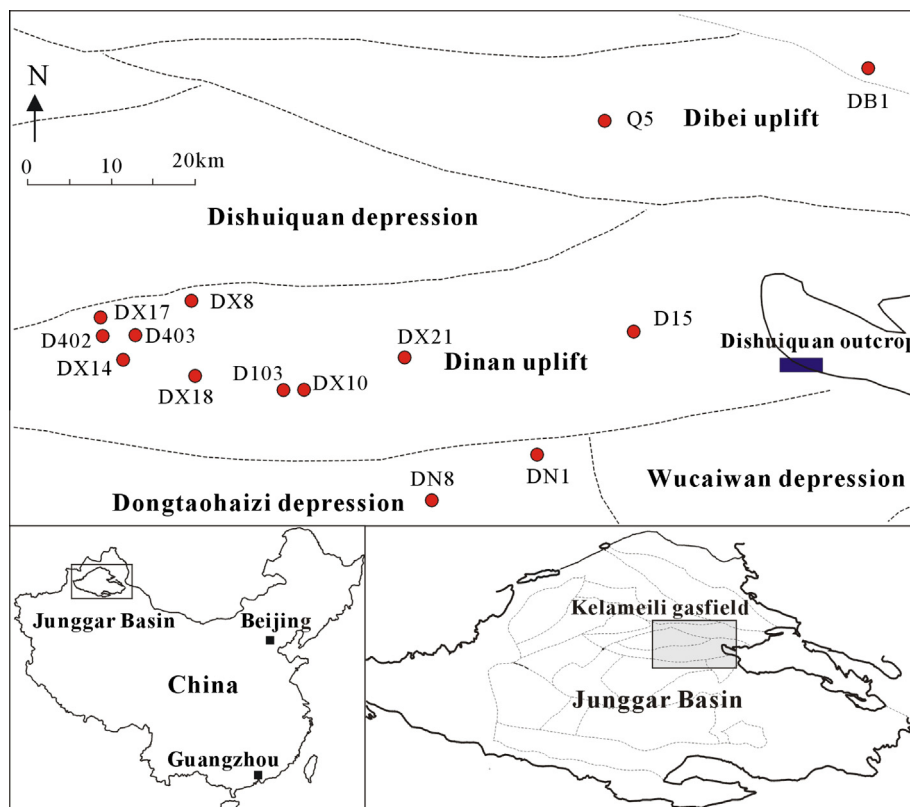 N
0 10 20km
DB1
Q5
Dibei uplift
Dishuiquan depression
DX8
DX17
D402
D403
DX14
DX18
D103
DX10
DX21
Dinan uplift
D15
Dishuiquan outcrop
DN1
DN8
Dongtaohaizi depression
Wucaiwan depression
Junggar Basin
Beijing
China
Guangzhou
Kelameili gasfield
Junggar Basin